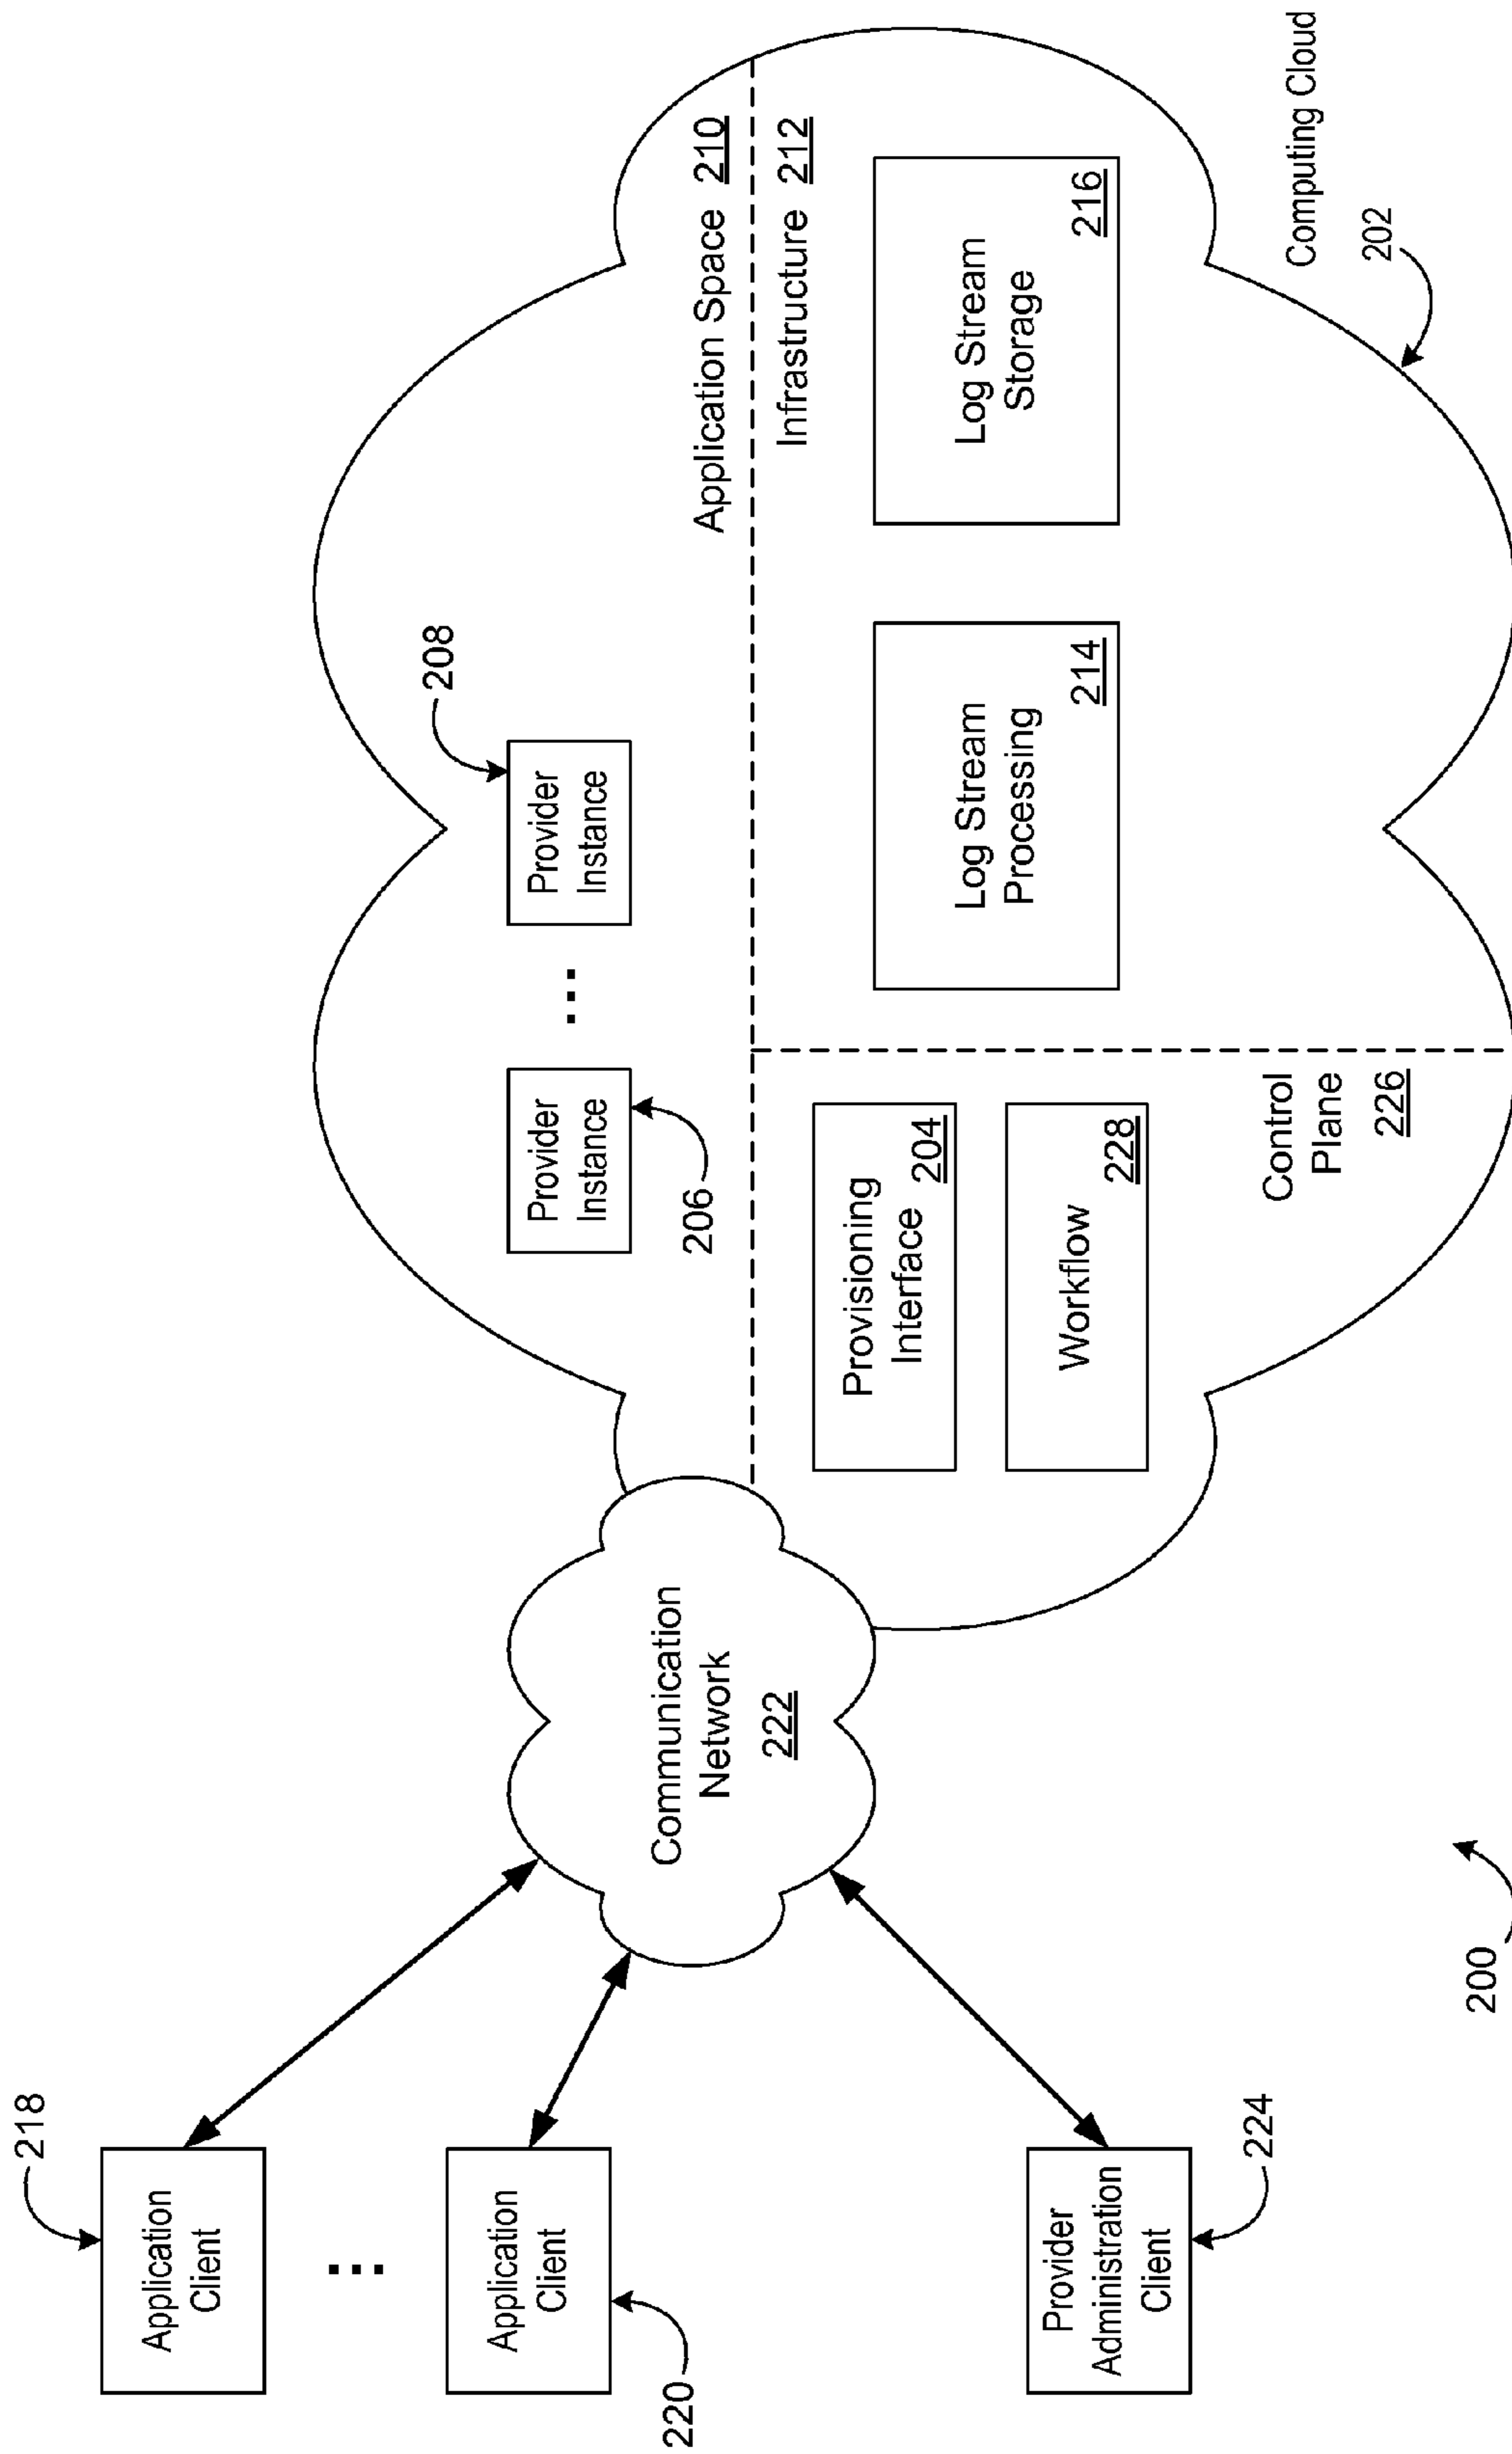 218
Application
Client
...
Application
Client
220
Provider
Administration
Client
224
Communication
Network
222
200
Provider
Instance
206
...
Provider
Instance
208
Application Space 210
Infrastructure 212
Provisioning
Interface
204
Workflow
228
Control
Plane
226
Log Stream
Processing
214
Log Stream
Storage
216
Computing Cloud
202